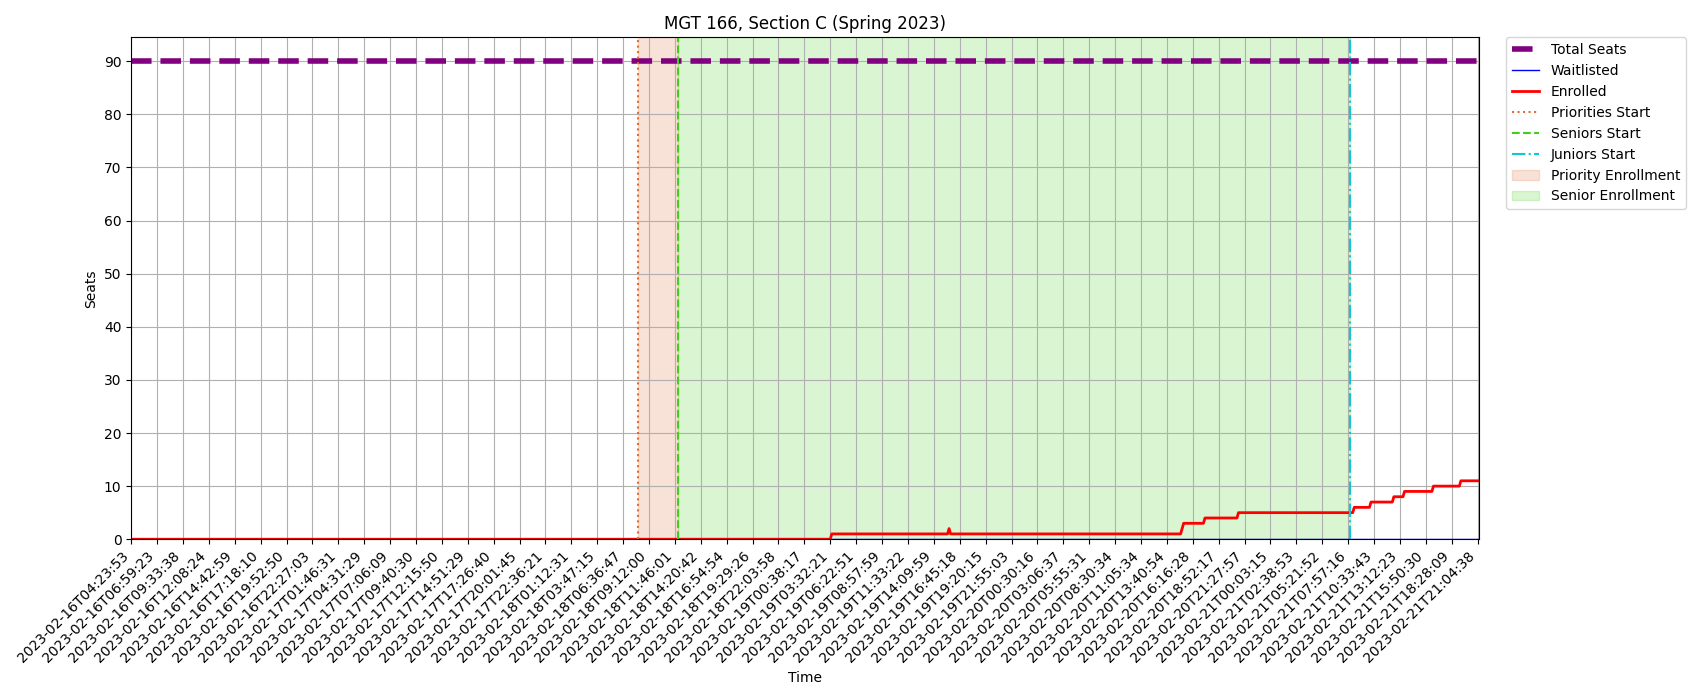 MGT 166, Section C (Spring 2023)
Total Seats
Waitlisted
Enrolled
Priorities Start
Seniors Start
Juniors Start
Priority Enrollment
Senior Enrollment
Seats
90
80
70
60
50
40
30
20
10
0
2023-02-16T04:23:53
2023-02-16T06:59:23
2023-02-16T09:33:38
2023-02-16T12:08:24
2023-02-16T14:42:59
2023-02-16T17:18:10
2023-02-16T19:52:50
2023-02-16T22:27:03
2023-02-17T01:46:31
2023-02-17T04:31:29
2023-02-17T07:06:09
2023-02-17T09:40:30
2023-02-17T12:15:50
2023-02-17T14:51:29
2023-02-17T17:26:40
2023-02-17T20:01:45
2023-02-17T22:36:21
2023-02-18T01:12:31
2023-02-18T03:47:15
2023-02-18T06:36:47
2023-02-18T09:12:00
2023-02-18T11:46:01
2023-02-18T14:20:42
2023-02-18T16:54:54
2023-02-18T19:29:26
2023-02-18T22:03:58
2023-02-19T00:38:17
2023-02-19T03:32:21
2023-02-19T06:22:51
2023-02-19T08:57:59
2023-02-19T11:33:22
2023-02-19T14:09:59
2023-02-19T16:45:18
2023-02-19T19:20:15
2023-02-19T21:55:03
2023-02-20T00:30:16
2023-02-20T03:06:37
2023-02-20T05:55:31
2023-02-20T08:30:34
2023-02-20T11:05:34
2023-02-20T13:40:54
2023-02-20T16:16:28
2023-02-20T18:52:17
2023-02-20T21:27:57
2023-02-21T00:03:15
2023-02-21T02:38:53
2023-02-21T05:21:52
2023-02-21T07:57:16
2023-02-21T10:33:43
2023-02-21T13:12:23
2023-02-21T15:50:30
2023-02-21T18:28:09
2023-02-21T21:04:38
Time